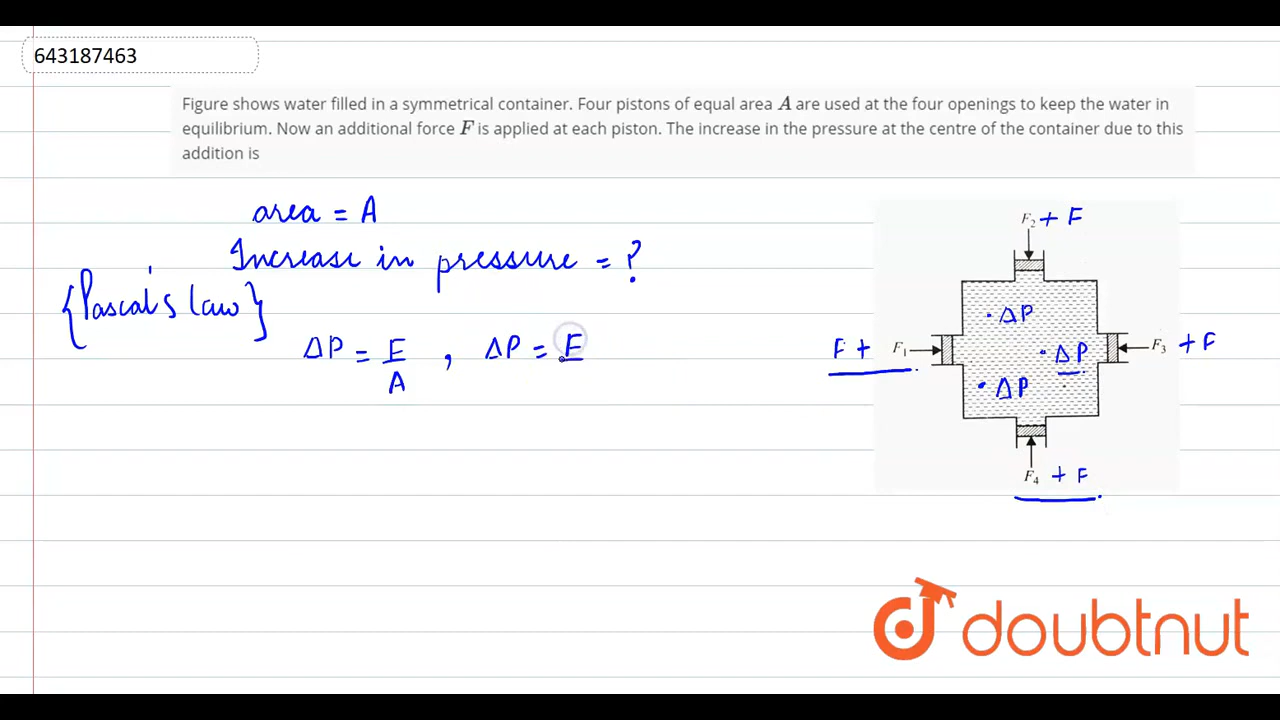 643187463
Figure shows water filled in a symmetrical container. Four pistons of equal area A are used at the four openings to keep the water in
equilibrium. Now an additional force F is applied at each piston. The increase in the pressure at the centre of the container due to this
addition is
area = A
Increase in pressure = ?
{Pascal's Law}
ΔP = F/A , ΔP = F
F₂ + F
• ΔP
F + F₁
• ΔP
F₃ + F
• ΔP
F₄ + F
doubtnut